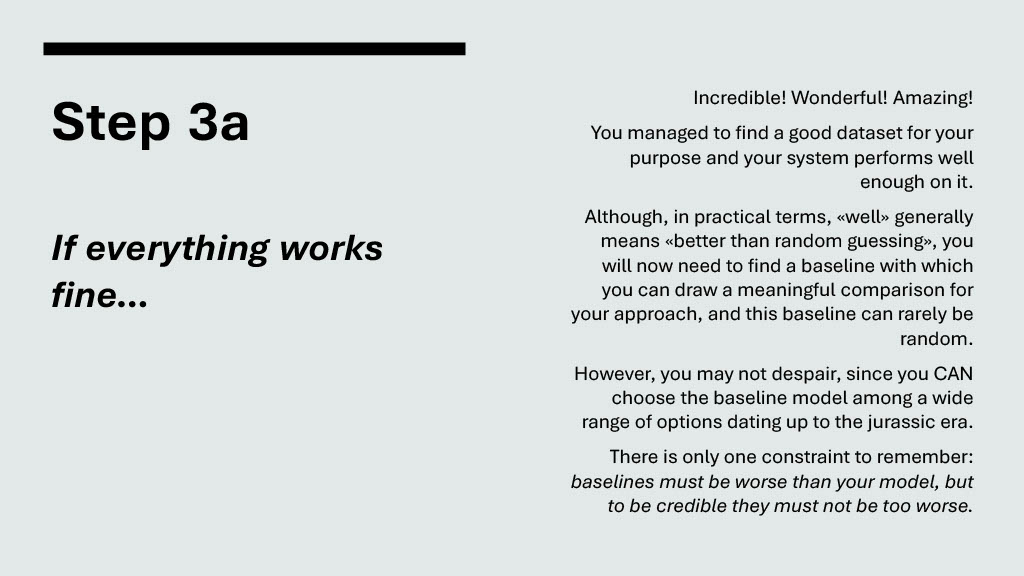 Step 3a
If everything works
fine...
Incredible! Wonderful! Amazing!
You managed to find a good dataset for your
purpose and your system performs well
enough on it.
Although, in practical terms, «well» generally
means «better than random guessing», you
will now need to find a baseline with which
you can draw a meaningful comparison for
your approach, and this baseline can rarely be
random.
However, you may not despair, since you CAN
choose the baseline model among a wide
range of options dating up to the jurassic era.
There is only one constraint to remember:
baselines must be worse than your model, but
to be credible they must not be too worse.